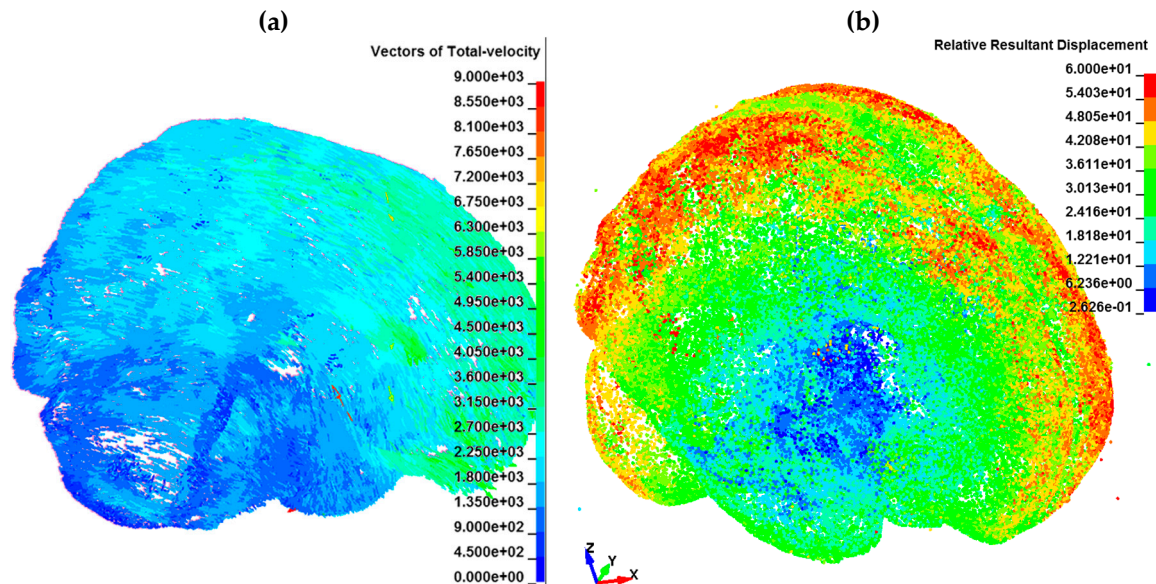 (a)
Vectors of Total-velocity
9.000e+03
8.550e+03
8.100e+03
7.650e+03
7.200e+03
6.750e+03
6.300e+03
5.850e+03
5.400e+03
4.950e+03
4.500e+03
4.050e+03
3.600e+03
3.150e+03
2.700e+03
2.250e+03
1.800e+03
1.350e+03
9.000e+02
4.500e+02
0.000e+00
(b)
Relative Resultant Displacement
6.000e+01
5.403e+01
4.805e+01
4.208e+01
3.611e+01
3.013e+01
2.416e+01
1.818e+01
1.221e+01
6.236e+00
2.626e-01
Z
Y
X